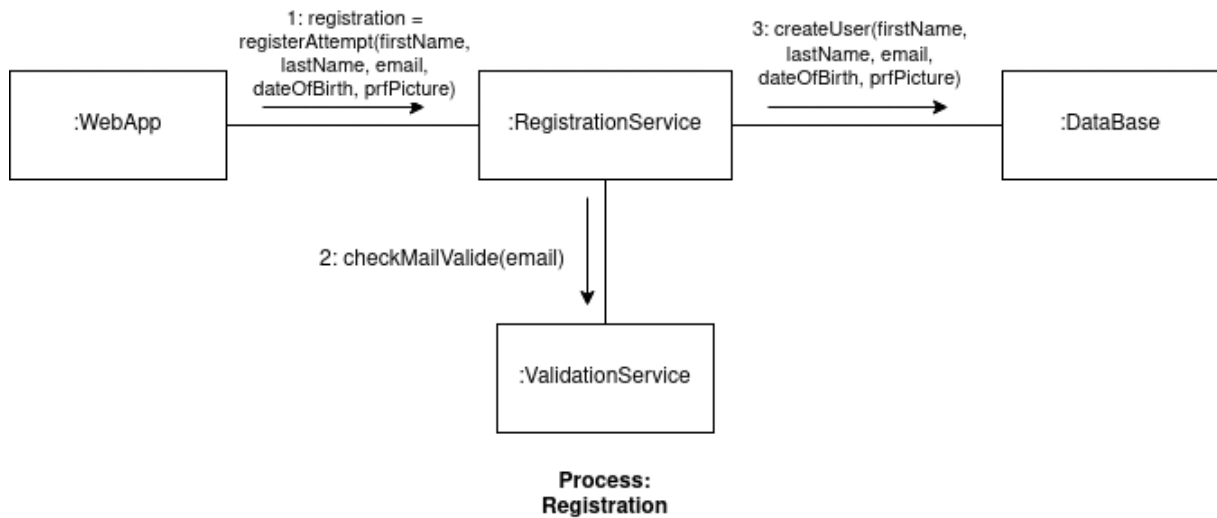 1: registration =
registerAttempt(firstName,
lastName, email,
dateOfBirth, prfPicture)
3: createUser(firstName,
lastName, email,
dateOfBirth, prfPicture)
:WebApp
:RegistrationService
:DataBase
2: checkMailValide(email)
:ValidationService
Process:
Registration